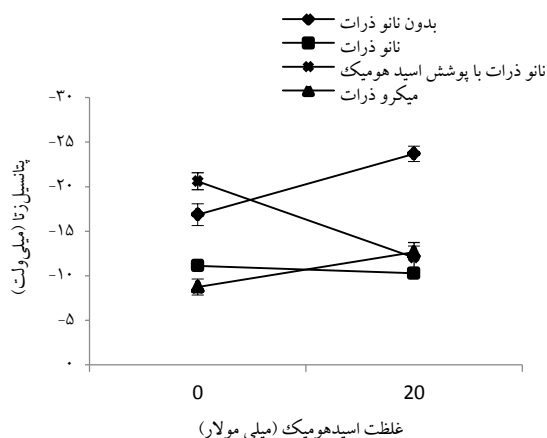 بدون نانو ذرات
نانو ذرات
نانو ذرات با پوشش اسید هومیک
میکرو ذرات
-۳۰
-۲۵
-۲۰
-۱۵
-۱۰
-۵
۰
پتانسیل زتا (میلی ولت)
0 20
غلظت اسیدهومیک (میلی مولار)